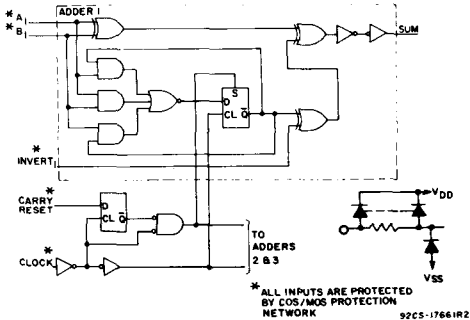 ADDER 1
* A1
* B1
SUM
S
D
CL Q̅
*
INVERT1
*
CARRY
RESET
D
CL Q̅
*
CLOCK
TO
ADDERS
2 & 3
VDD
VSS
* ALL INPUTS ARE PROTECTED
BY COS/MOS PROTECTION
NETWORK
92CS-17661R2